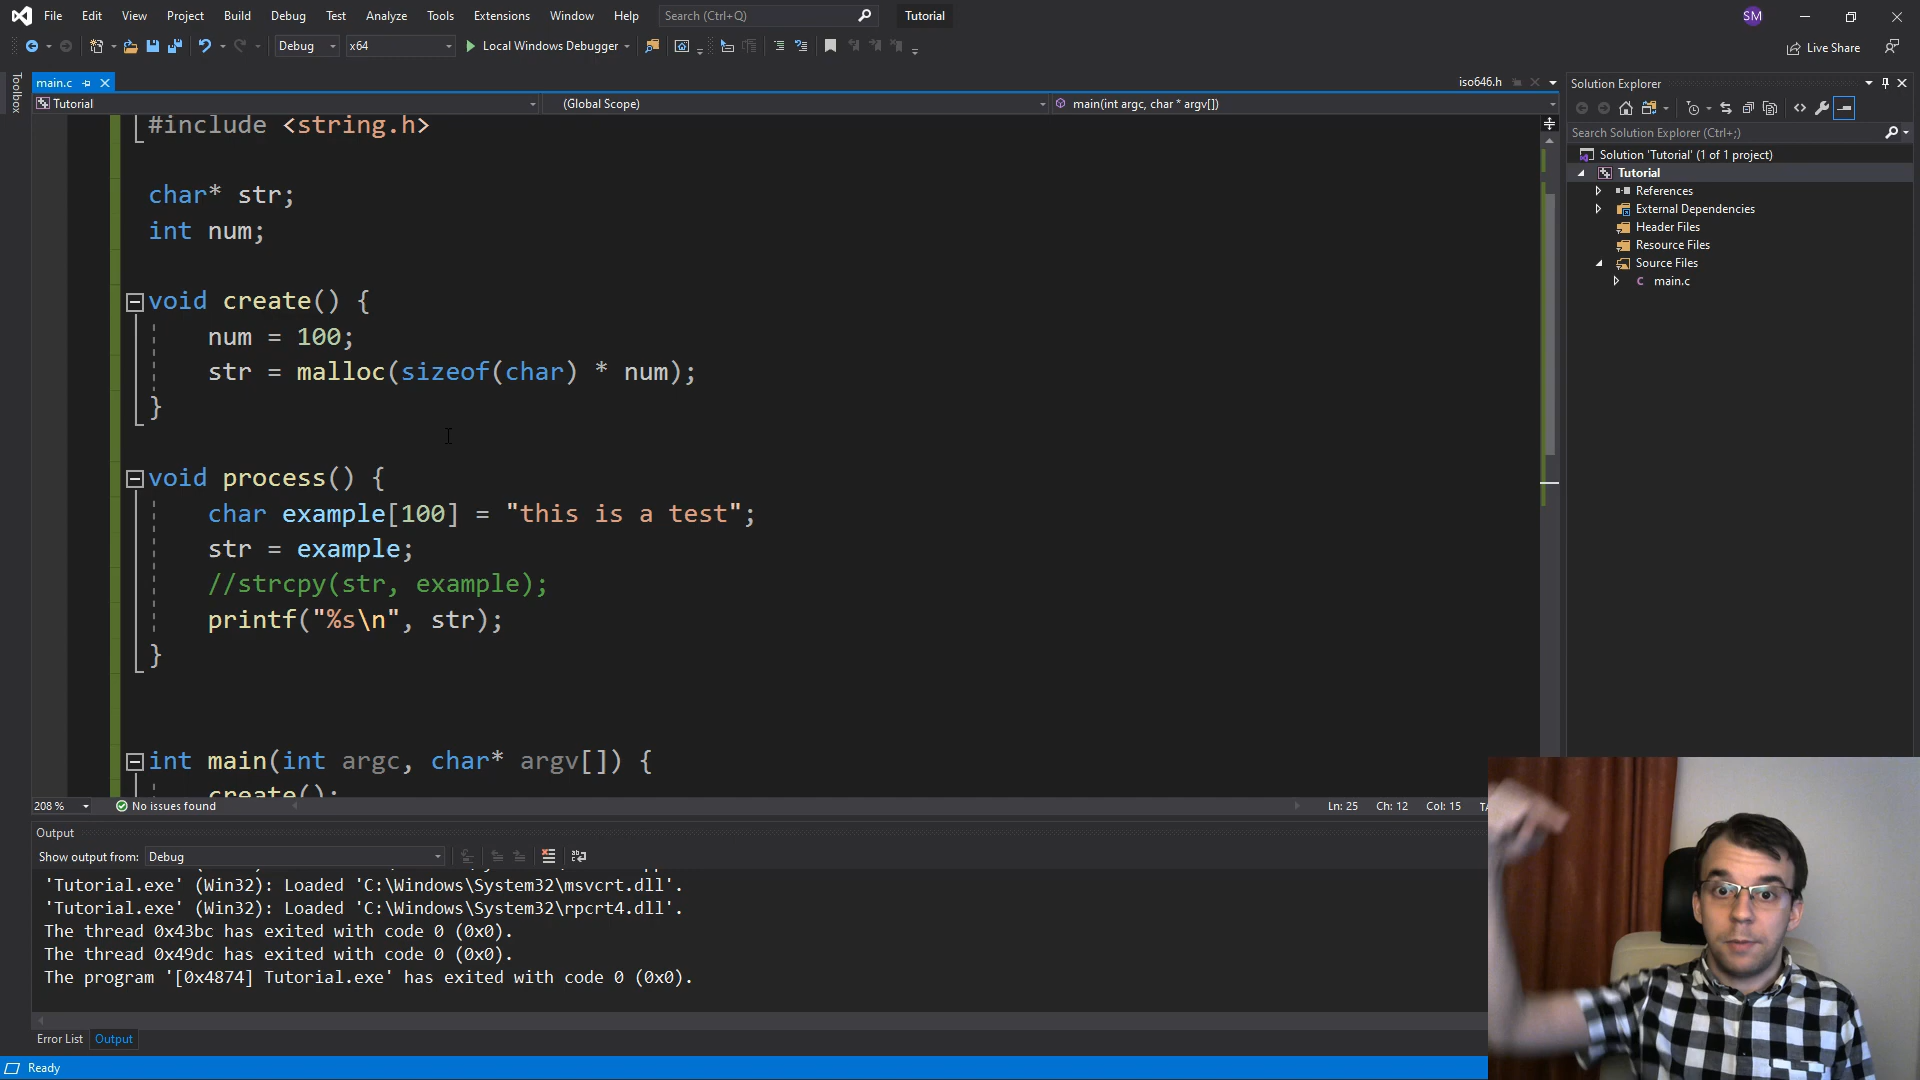 File Edit View Project Build Debug Test Analyze Tools Extensions Window Help Search (Ctrl+Q) Tutorial SM
Debug x64 Local Windows Debugger Live Share
main.c iso646.h Solution Explorer
Toolbox
Tutorial (Global Scope) main(int argc, char * argv[])
Search Solution Explorer (Ctrl+;)
Solution 'Tutorial' (1 of 1 project)
Tutorial
References
External Dependencies
Header Files
Resource Files
Source Files
main.c
#include <string.h>
char* str;
int num;
void create() {
num = 100;
str = malloc(sizeof(char) * num);
}
void process() {
char example[100] = "this is a test";
str = example;
//strcpy(str, example);
printf("%s\n", str);
}
int main(int argc, char* argv[]) {
create();
208 % No issues found Ln: 25 Ch: 12 Col: 15
Output
Show output from: Debug
'Tutorial.exe' (Win32): Loaded 'C:\Windows\System32\msvcrt.dll'.
'Tutorial.exe' (Win32): Loaded 'C:\Windows\System32\rpcrt4.dll'.
The thread 0x43bc has exited with code 0 (0x0).
The thread 0x49dc has exited with code 0 (0x0).
The program '[0x4874] Tutorial.exe' has exited with code 0 (0x0).
Error List Output
Ready